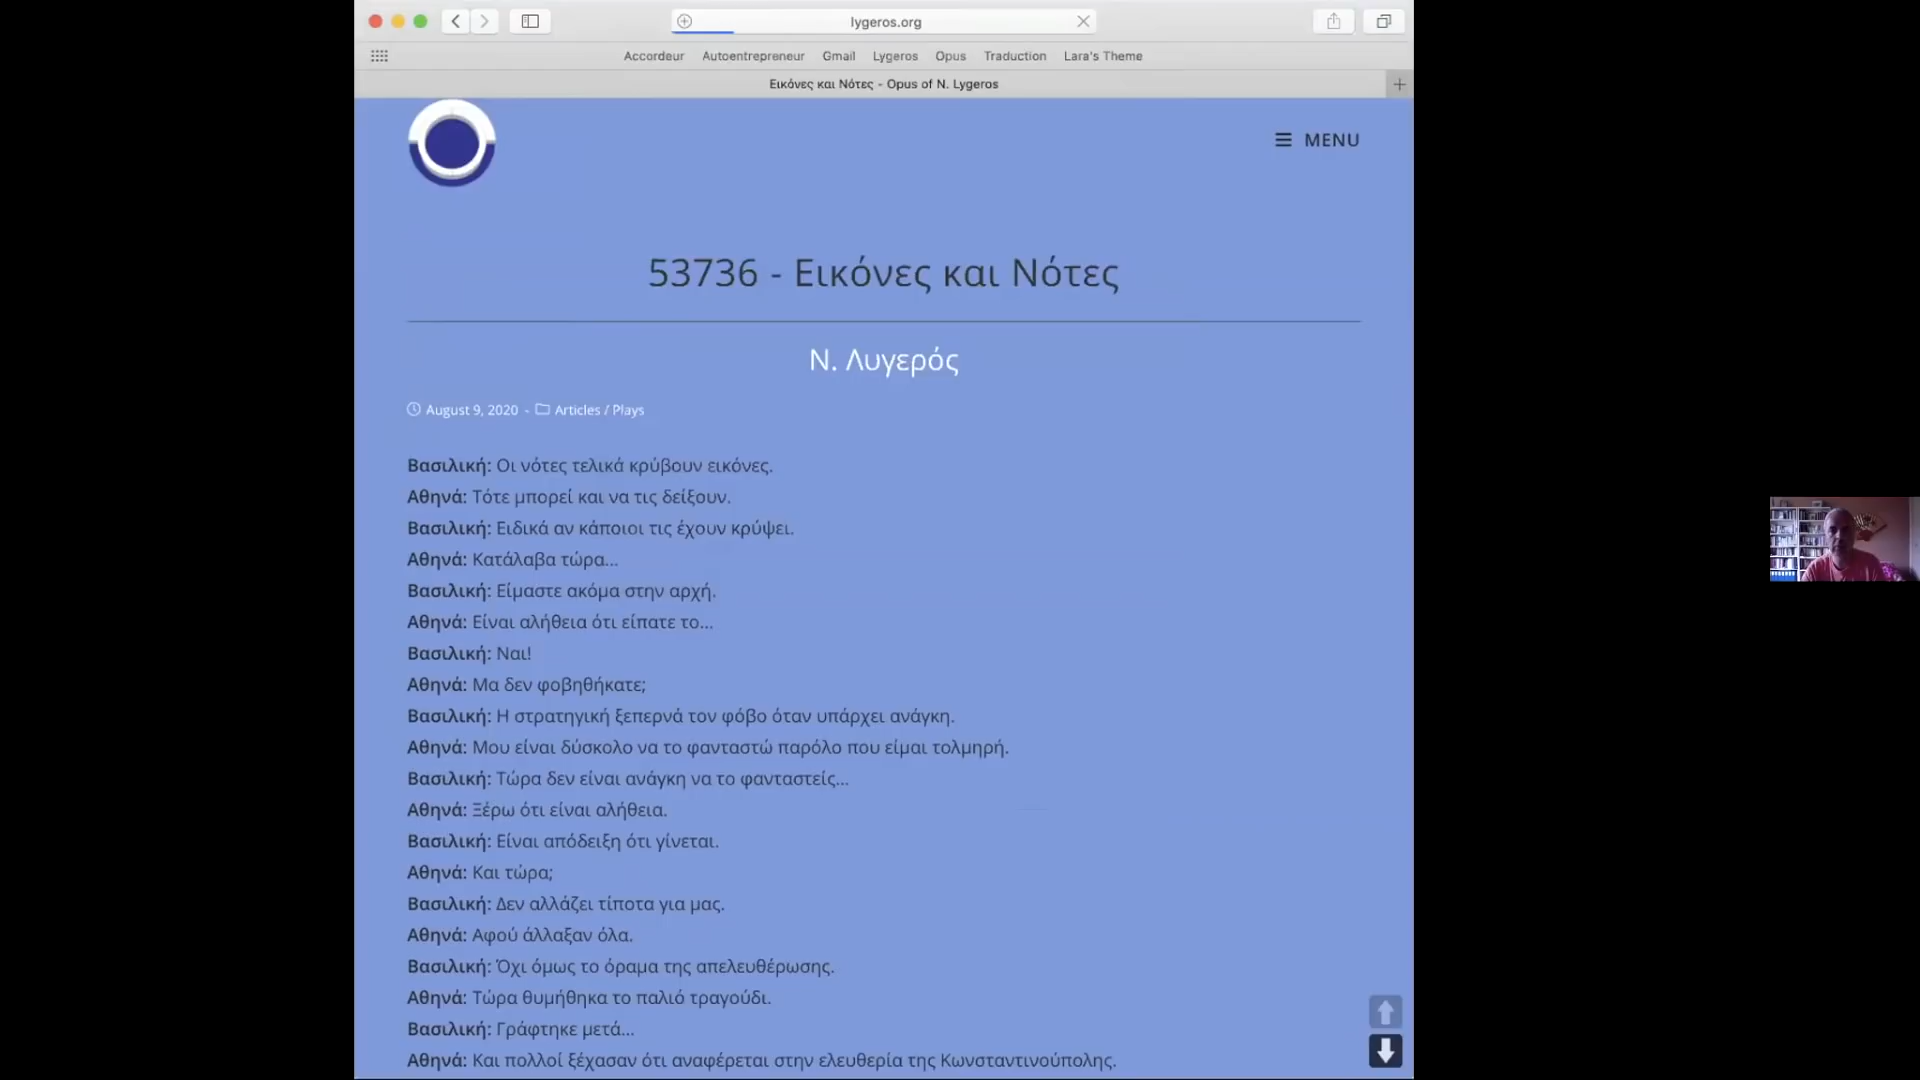 lygeros.org
Accordeur Autoentrepreneur Gmail Lygeros Opus Traduction Lara's Theme
Εικόνες και Νότες - Opus of N. Lygeros
MENU
53736 - Εικόνες και Νότες
Ν. Λυγερός
August 9, 2020 - Articles / Plays
Βασιλική: Οι νότες τελικά κρύβουν εικόνες.
Αθηνά: Τότε μπορεί και να τις δείξουν.
Βασιλική: Ειδικά αν κάποιοι τις έχουν κρύψει.
Αθηνά: Κατάλαβα τώρα...
Βασιλική: Είμαστε ακόμα στην αρχή.
Αθηνά: Είναι αλήθεια ότι είπατε το...
Βασιλική: Ναι!
Αθηνά: Μα δεν φοβηθήκατε;
Βασιλική: Η στρατηγική ξεπερνά τον φόβο όταν υπάρχει ανάγκη.
Αθηνά: Μου είναι δύσκολο να το φανταστώ παρόλο που είμαι τολμηρή.
Βασιλική: Τώρα δεν είναι ανάγκη να το φανταστείς...
Αθηνά: Ξέρω ότι είναι αλήθεια.
Βασιλική: Είναι απόδειξη ότι γίνεται.
Αθηνά: Και τώρα;
Βασιλική: Δεν αλλάζει τίποτα για μας.
Αθηνά: Αφού άλλαξαν όλα.
Βασιλική: Όχι όμως το όραμα της απελευθέρωσης.
Αθηνά: Τώρα θυμήθηκα το παλιό τραγούδι.
Βασιλική: Γράφτηκε μετά...
Αθηνά: Και πολλοί ξέχασαν ότι αναφέρεται στην ελευθερία της Κωνσταντινούπολης.